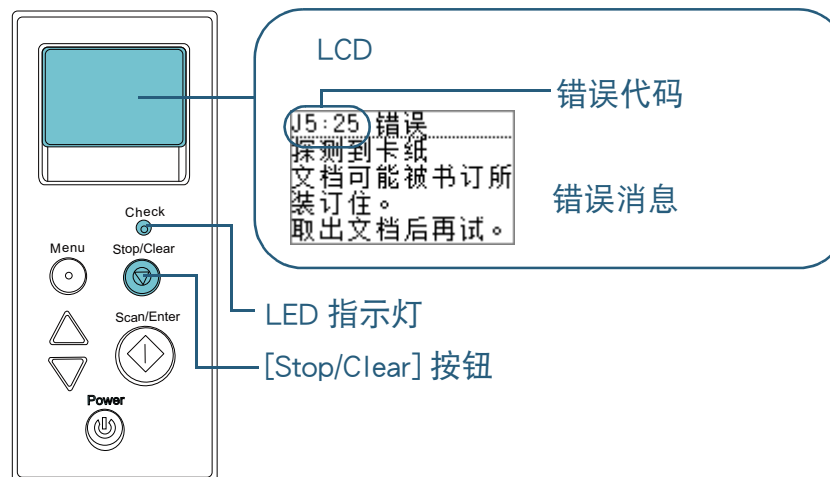 LCD
错误代码
J5:25 错误
探测到卡纸
文档可能被书订所
装订住。
取出文档后再试。
错误消息
Check
Menu
Stop/Clear
LED 指示灯
Scan/Enter
[Stop/Clear] 按钮
Power